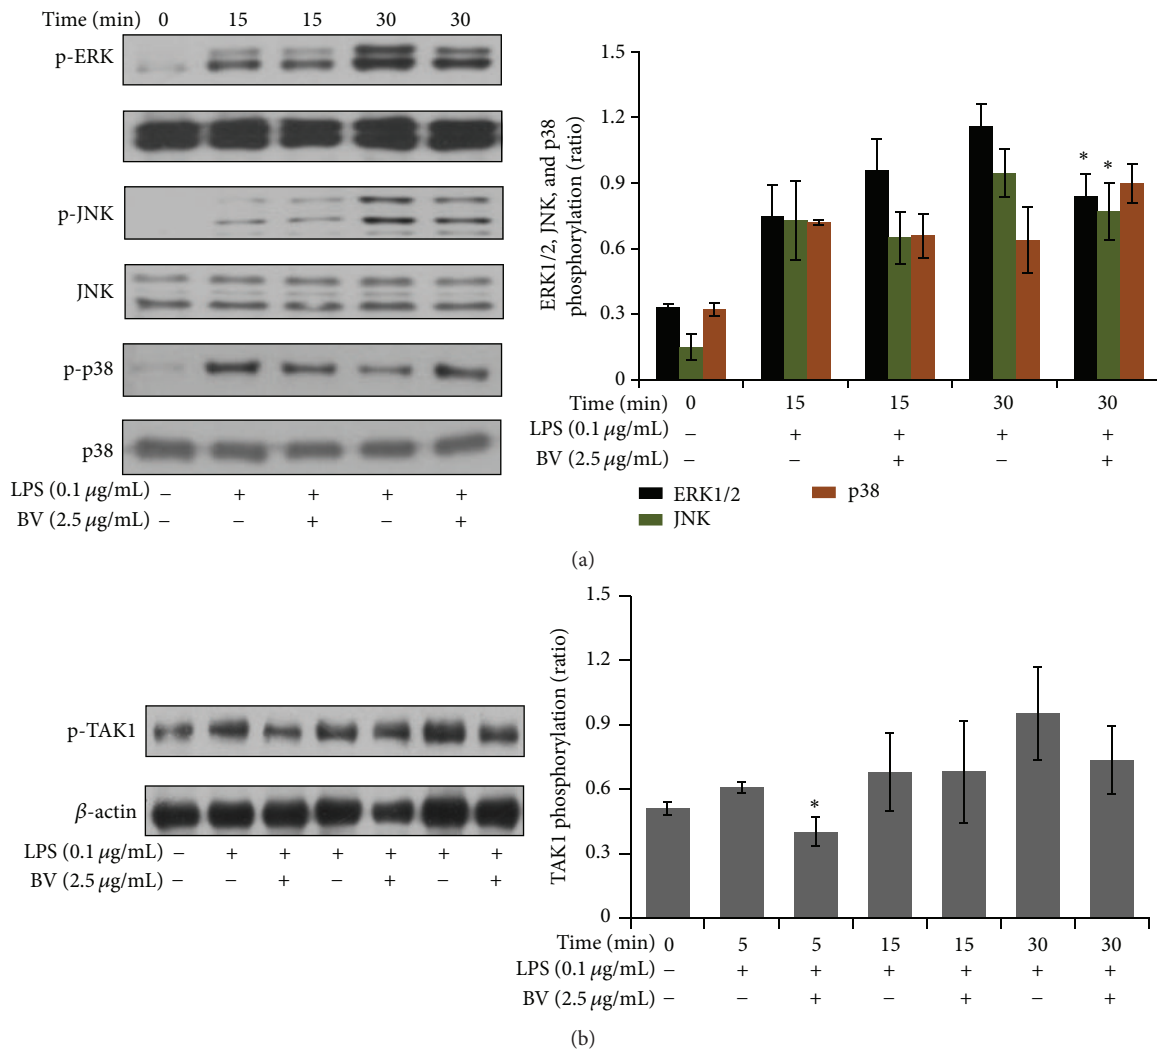 Time (min) 0 15 15 30 30
p-ERK
p-JNK
JNK
p-p38
p38
LPS (0.1 μg/mL) − + + + +
BV (2.5 μg/mL) − − + − +
ERK1/2, JNK, and p38
phosphorylation (ratio)
1.5
1.2
0.9
0.6
0.3
0
* *
Time (min) 0 15 15 30 30
LPS (0.1 μg/mL) − + + + +
BV (2.5 μg/mL) − − + − +
ERK1/2 p38
JNK
(a)
p-TAK1
β-actin
LPS (0.1 μg/mL) − + + + + + +
BV (2.5 μg/mL) − − + − + − +
TAK1 phosphorylation (ratio)
1.5
1.2
0.9
0.6
0.3
0
*
Time (min) 0 5 5 15 15 30 30
LPS (0.1 μg/mL) − + + + + + +
BV (2.5 μg/mL) − − + − + − +
(b)